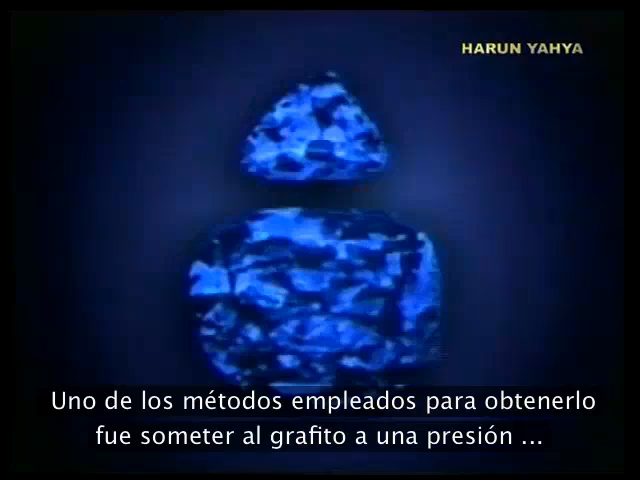 HARUN YAHYA
Uno de los métodos empleados para obtenerlo
fue someter al grafito a una presión ...